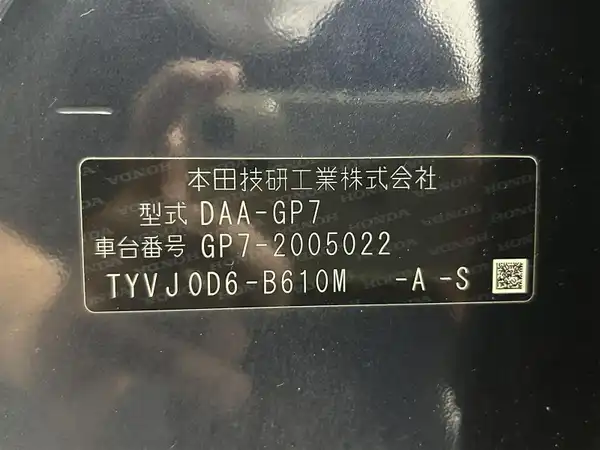 本田技研工業株式会社
型式 DAA-GP7
車台番号 GP7-2005022
TYVJ0D6-B610M -A-S